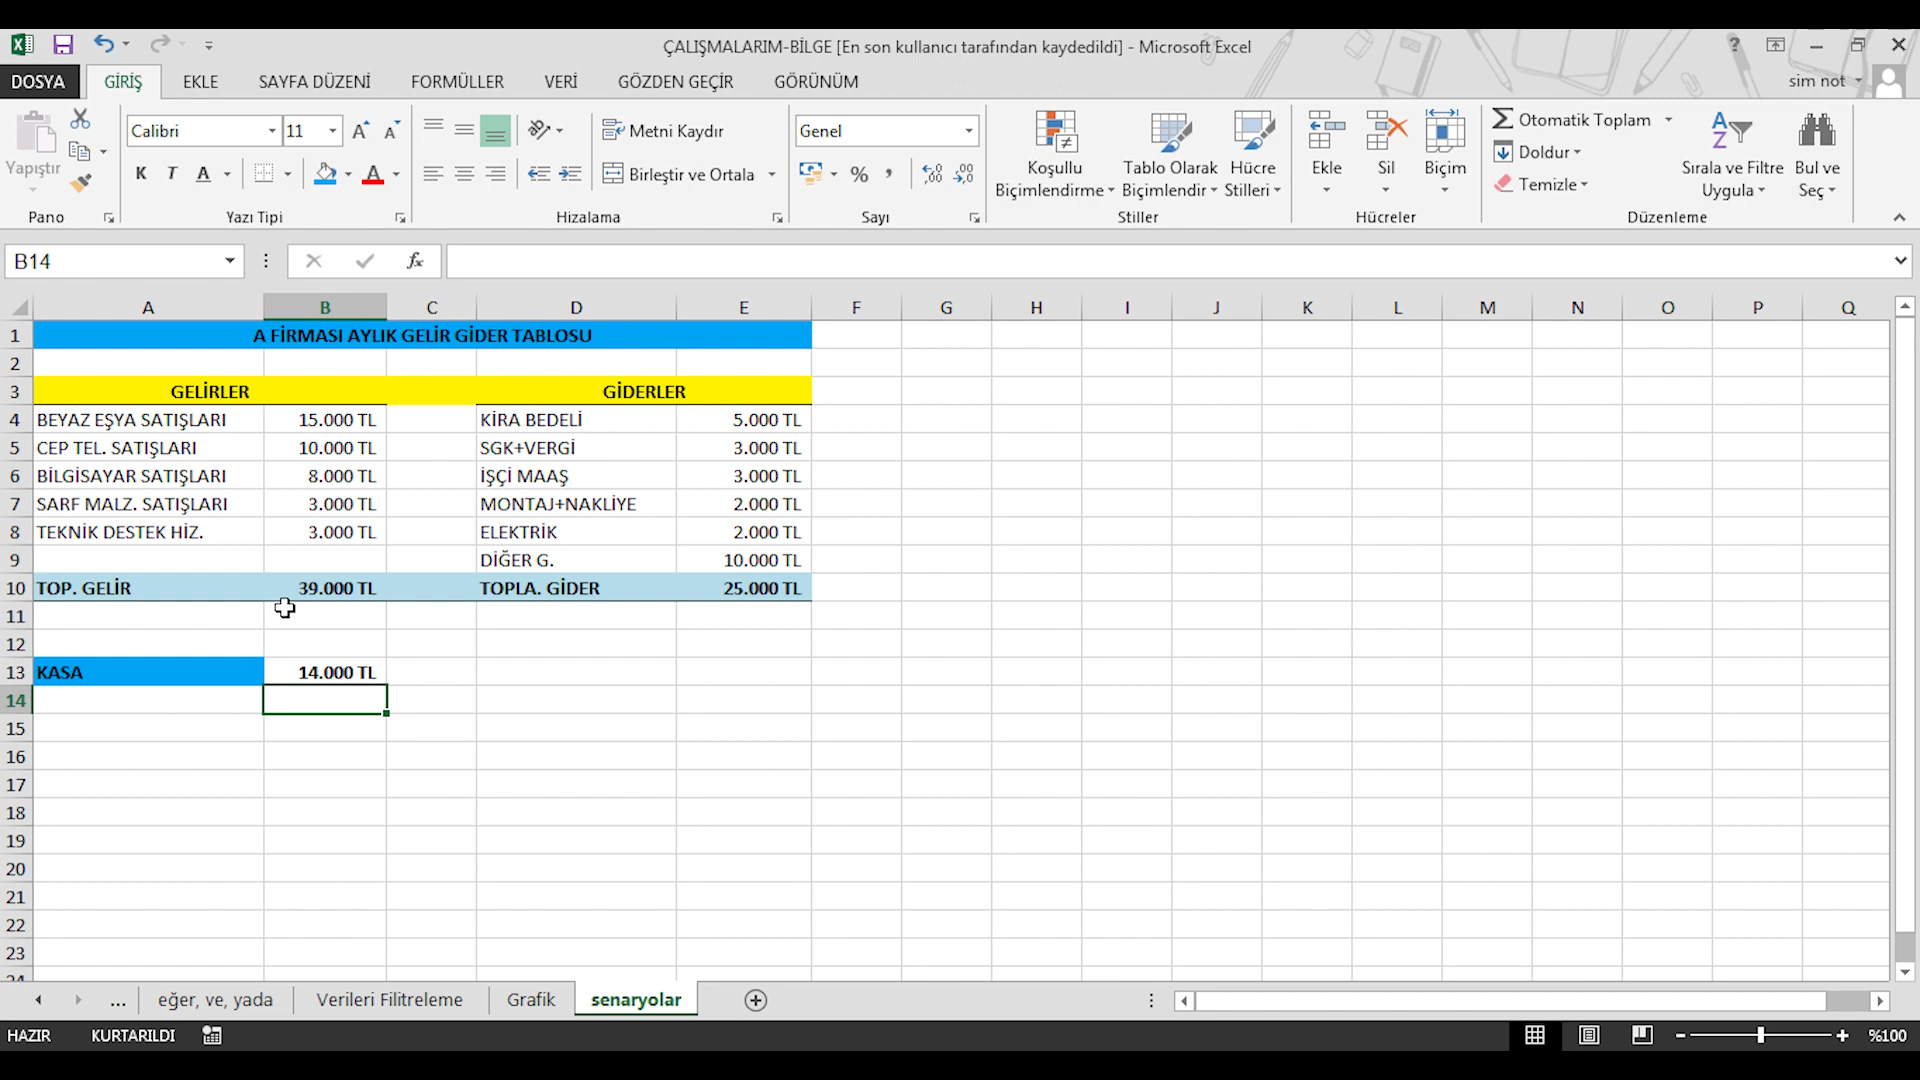 ÇALIŞMALARIM-BİLGE [En son kullanıcı tarafından kaydedildi] - Microsoft Excel
DOSYA GİRİŞ EKLE SAYFA DÜZENİ FORMÜLLER VERİ GÖZDEN GEÇİR GÖRÜNÜM sim not
Calibri 11 Metni Kaydır Genel Otomatik Toplam
Yapıştır Koşullu Biçimlendirme Tablo Olarak Biçimlendir Hücre Stilleri Ekle Sil Biçim Doldur Sırala ve Filtre Uygula Bul ve Seç
K T A Birleştir ve Ortala % Temizle
Pano Yazı Tipi Hizalama Sayı Stiller Hücreler Düzenleme
B14 fx
A B C D E F G H I J K L M N O P Q
1 A FİRMASI AYLIK GELİR GİDER TABLOSU
2
3 GELİRLER GİDERLER
4 BEYAZ EŞYA SATIŞLARI 15.000 TL KİRA BEDELİ 5.000 TL
5 CEP TEL. SATIŞLARI 10.000 TL SGK+VERGİ 3.000 TL
6 BİLGİSAYAR SATIŞLARI 8.000 TL İŞÇİ MAAŞ 3.000 TL
7 SARF MALZ. SATIŞLARI 3.000 TL MONTAJ+NAKLİYE 2.000 TL
8 TEKNİK DESTEK HİZ. 3.000 TL ELEKTRİK 2.000 TL
9 DİĞER G. 10.000 TL
10 TOP. GELİR 39.000 TL TOPLA. GİDER 25.000 TL
11
12
13 KASA 14.000 TL
14
15
16
17
18
19
20
21
22
23
24
... eğer, ve, yada Verileri Filitreleme Grafik senaryolar
HAZIR KURTARILDI %100